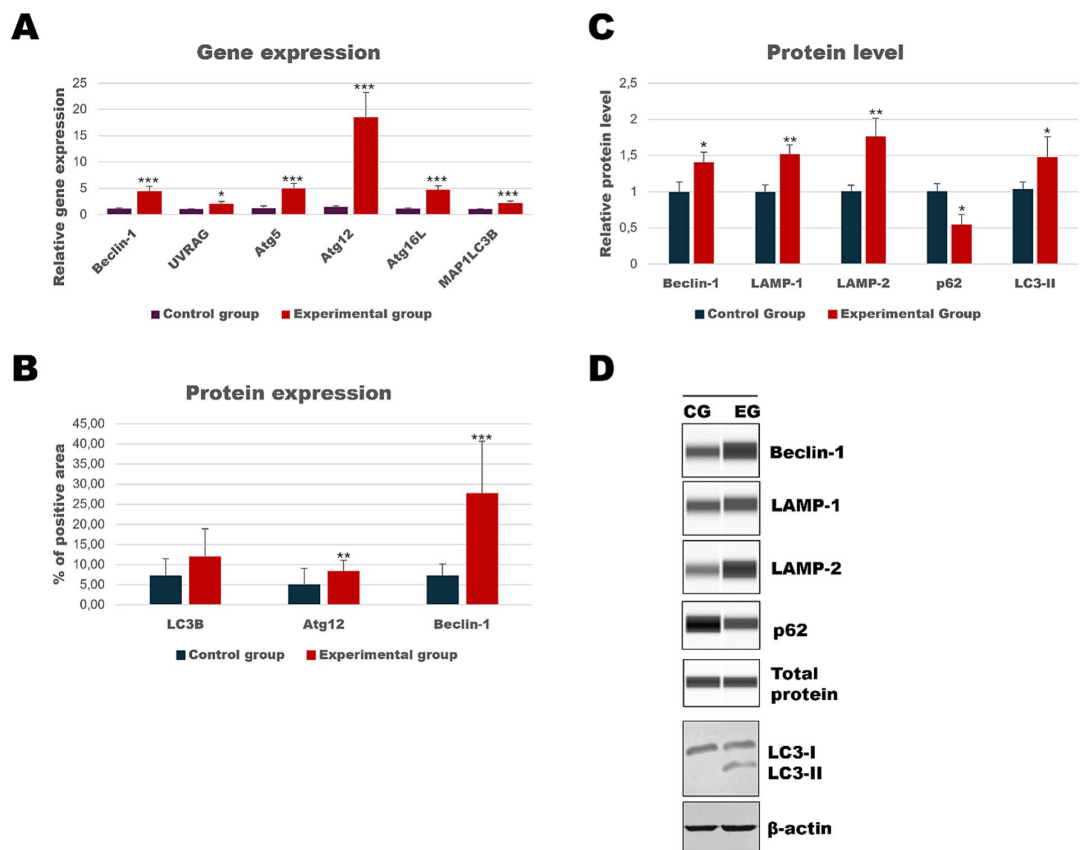 A
Gene expression
Relative gene expression
25
20
15
10
5
0
***
*
***
***
***
***
Beclin-1
UVRAG
Atg5
Atg12
Atg16L
MAP1LC3B
Control group
Experimental group
B
Protein expression
% of positive area
45,00
40,00
35,00
30,00
25,00
20,00
15,00
10,00
5,00
0,00
**
***
LC3B
Atg12
Beclin-1
Control group
Experimental group
C
Protein level
Relative protein level
2,5
2
1,5
1
0,5
0
*
**
**
*
*
Beclin-1
LAMP-1
LAMP-2
p62
LC3-II
Control Group
Experimental Group
D
CG EG
Beclin-1
LAMP-1
LAMP-2
p62
Total
protein
LC3-I
LC3-II
β-actin